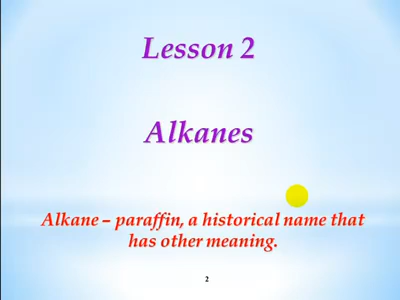 Lesson 2
Alkanes
Alkane – paraffin, a historical name that
has other meaning.
2